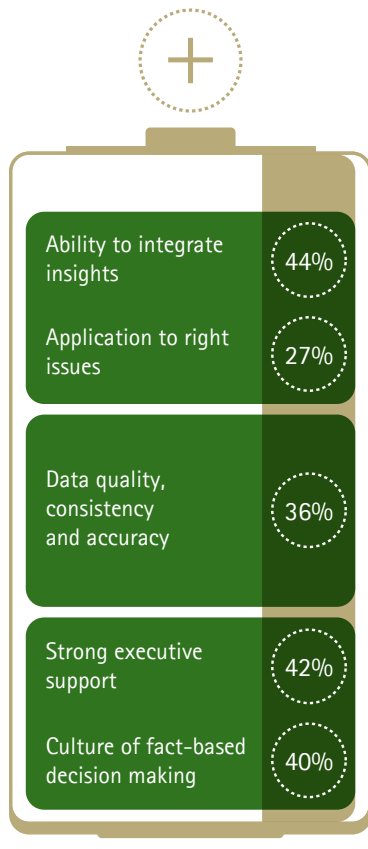 Ability to integrate
insights
44%
Application to right
issues
27%
Data quality,
consistency
and accuracy
36%
Strong executive
support
42%
Culture of fact-based
decision making
40%